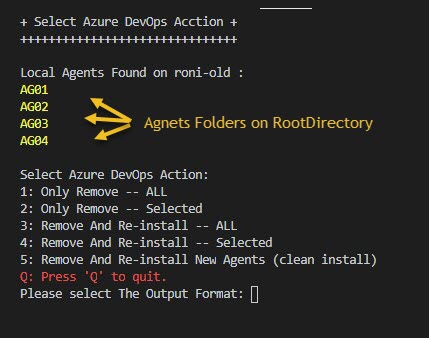 + Select Azure DevOps Acction +
+++++++++++++++++++++++++++++++
Local Agents Found on roni-old :
AG01
AG02
AG03
AG04
Agnets Folders on RootDirectory
Select Azure DevOps Action:
1: Only Remove -- ALL
2: Only Remove -- Selected
3: Remove And Re-install -- ALL
4: Remove And Re-install -- Selected
5: Remove And Re-install New Agents (clean install)
Q: Press 'Q' to quit.
Please select The Output Format: